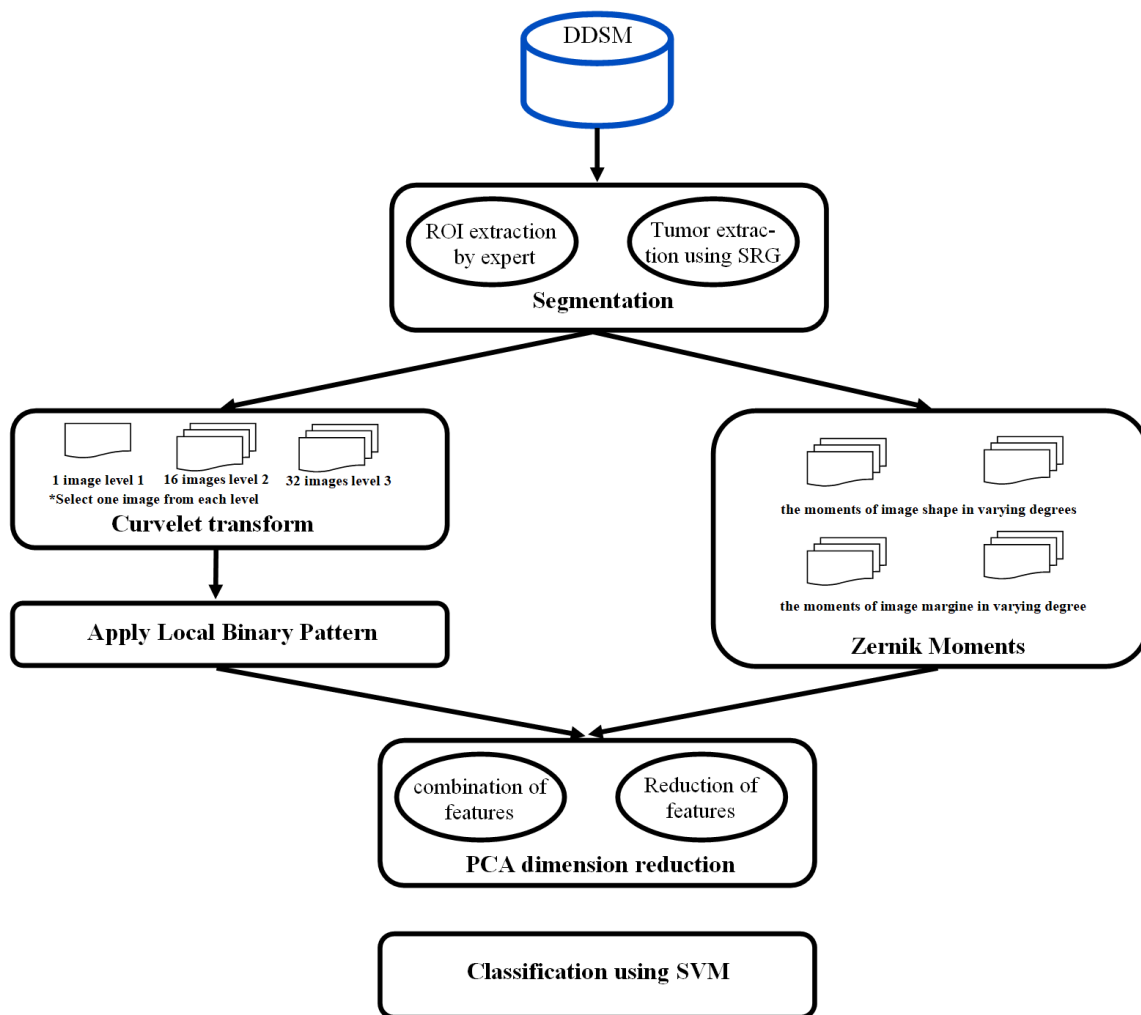 DDSM
ROI extraction
by expert
Tumor extrac-
tion using SRG
Segmentation
1 image level 1
16 images level 2
32 images level 3
*Select one image from each level
Curvelet transform
the moments of image shape in varying degrees
the moments of image margine in varying degree
Zernik Moments
Apply Local Binary Pattern
combination of
features
Reduction of
features
PCA dimension reduction
Classification using SVM